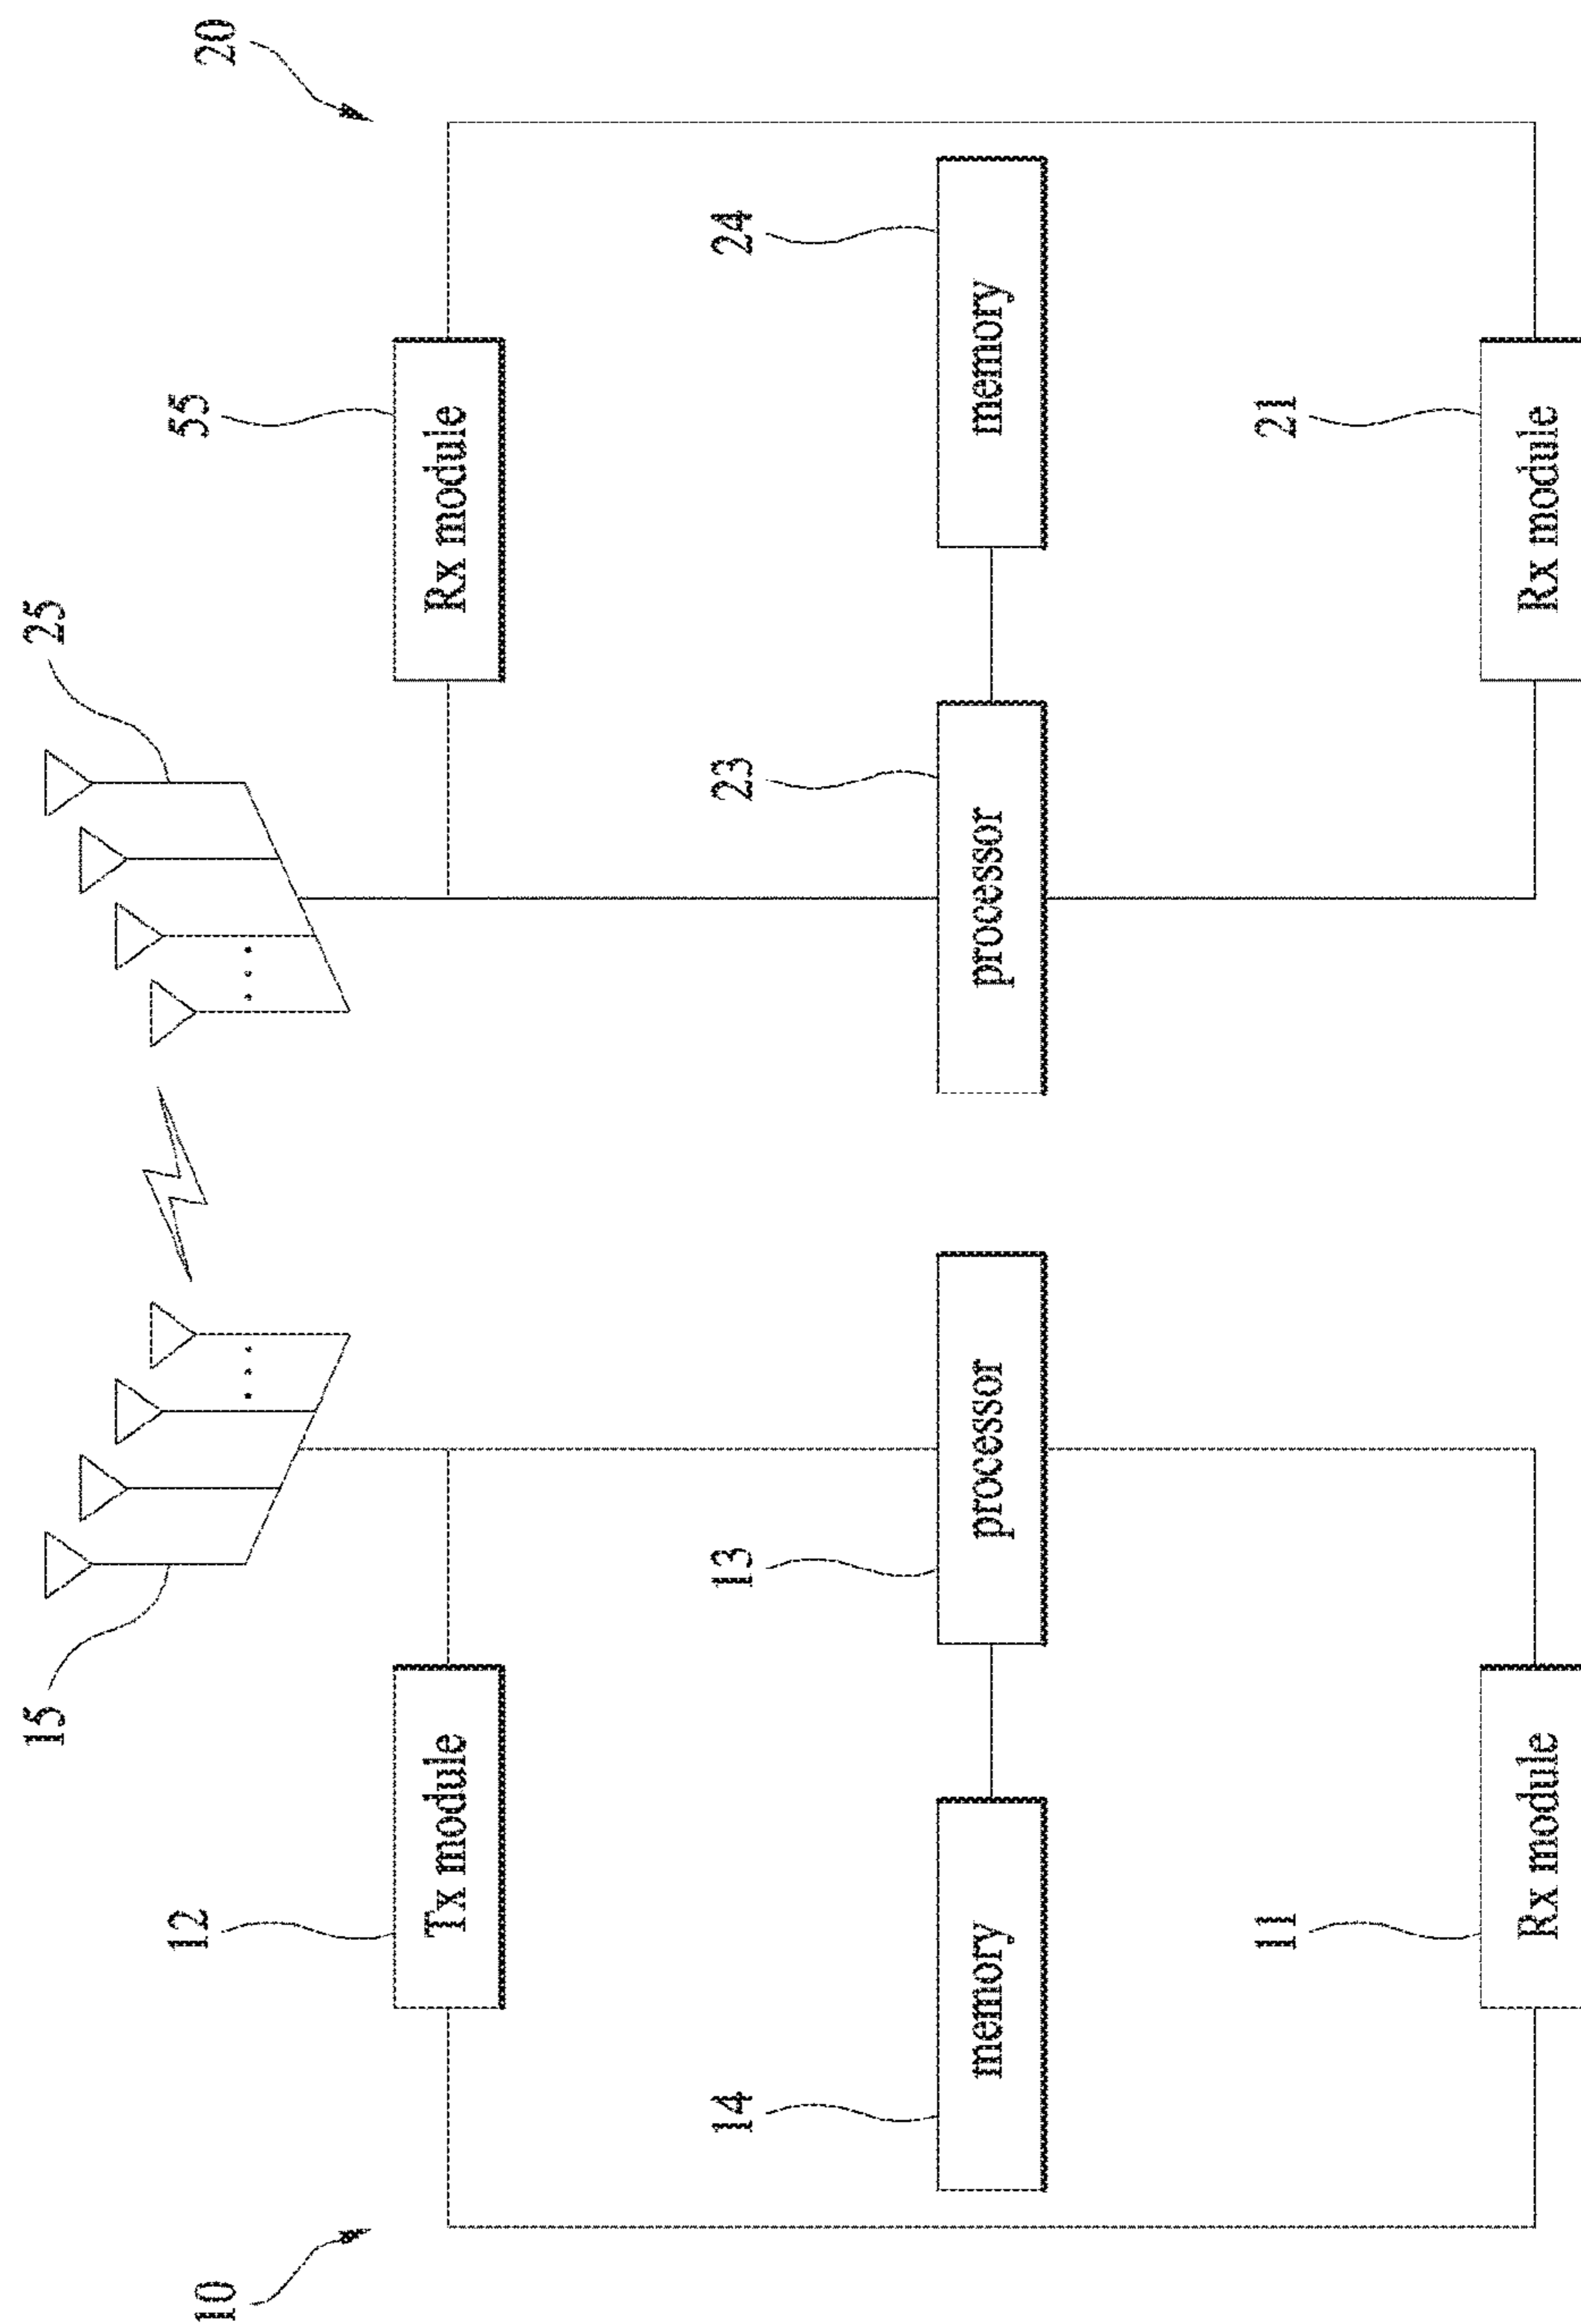 15
25
12
55
10
20
Tx module
Rx module
14
13
23
24
memory
processor
processor
memory
11
21
Rx module
Rx module